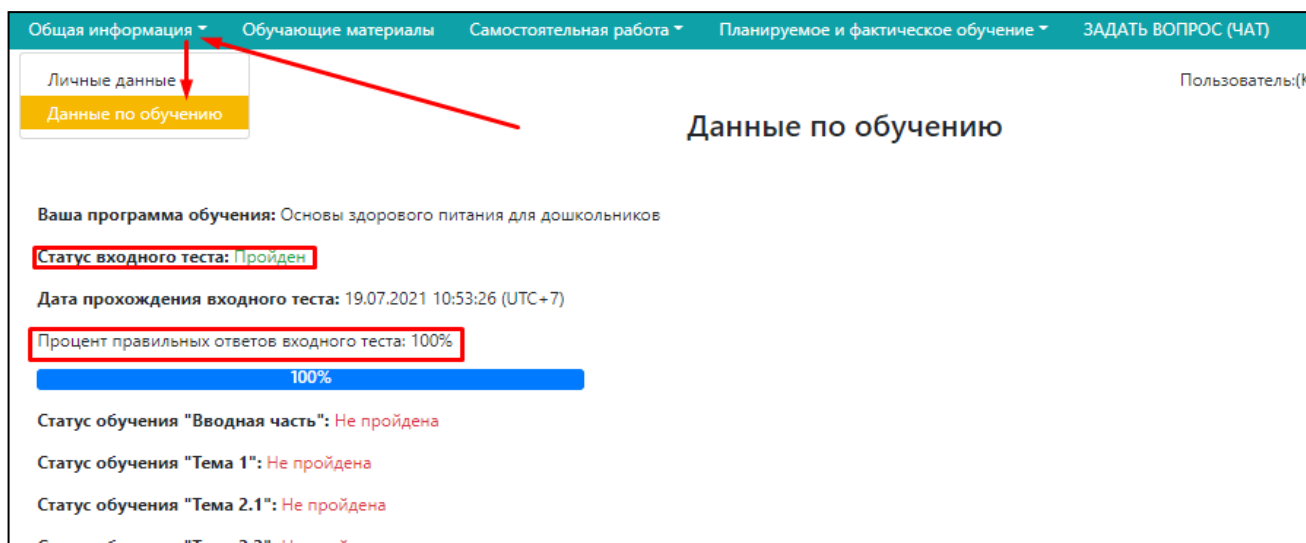 Общая информация Обучающие материалы Самостоятельная работа Планируемое и фактическое обучение ЗАДАТЬ ВОПРОС (ЧАТ)
Личные данные
Пользователь:(
Данные по обучению
Данные по обучению
Ваша программа обучения: Основы здорового питания для дошкольников
Статус входного теста: Пройден
Дата прохождения входного теста: 19.07.2021 10:53:26 (UTC+7)
Процент правильных ответов входного теста: 100%
100%
Статус обучения "Вводная часть": Не пройдена
Статус обучения "Тема 1": Не пройдена
Статус обучения "Тема 2.1": Не пройдена